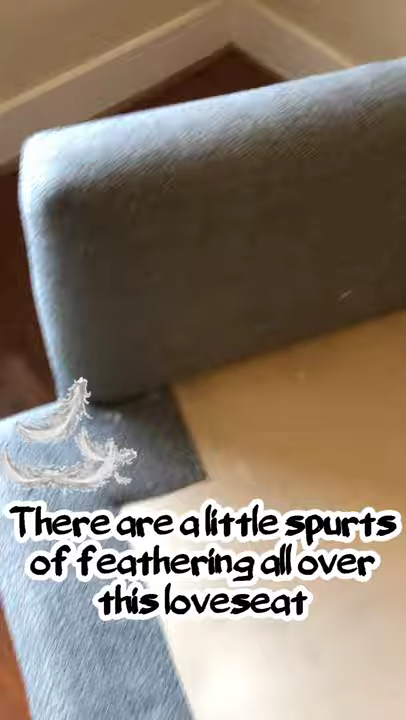 There are a little spurts
of feathering all over
this loveseat